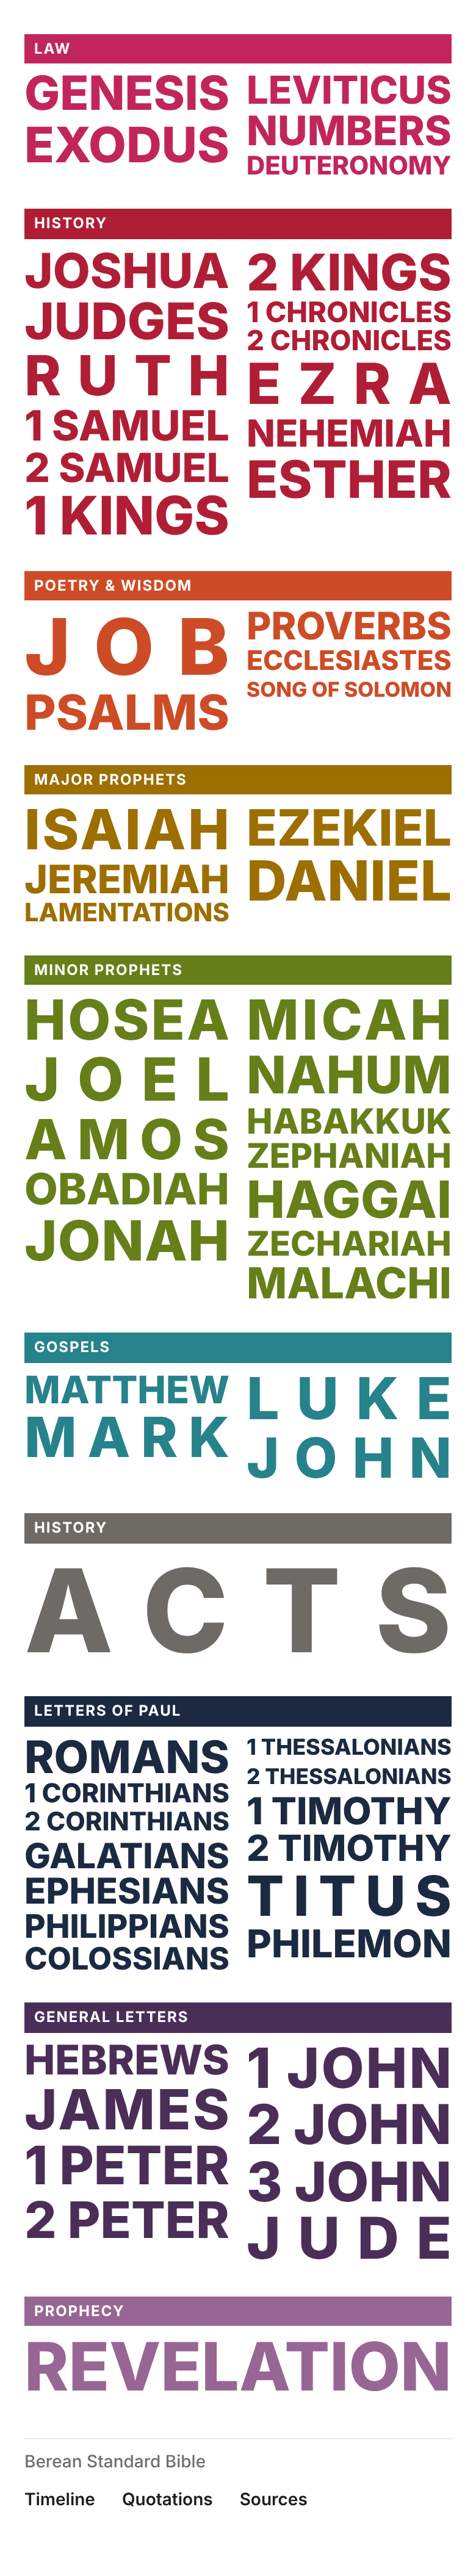 LAW
GENESIS
EXODUS
LEVITICUS
NUMBERS
DEUTERONOMY
HISTORY
JOSHUA
JUDGES
RUTH
1 SAMUEL
2 SAMUEL
1 KINGS
2 KINGS
1 CHRONICLES
2 CHRONICLES
EZRA
NEHEMIAH
ESTHER
POETRY & WISDOM
JOB
PSALMS
PROVERBS
ECCLESIASTES
SONG OF SOLOMON
MAJOR PROPHETS
ISAIAH
JEREMIAH
LAMENTATIONS
EZEKIEL
DANIEL
MINOR PROPHETS
HOSEA
JOEL
AMOS
OBADIAH
JONAH
MICAH
NAHUM
HABAKKUK
ZEPHANIAH
HAGGAI
ZECHARIAH
MALACHI
GOSPELS
MATTHEW
MARK
LUKE
JOHN
HISTORY
ACTS
LETTERS OF PAUL
ROMANS
1 CORINTHIANS
2 CORINTHIANS
GALATIANS
EPHESIANS
PHILIPPIANS
COLOSSIANS
1 THESSALONIANS
2 THESSALONIANS
1 TIMOTHY
2 TIMOTHY
TITUS
PHILEMON
GENERAL LETTERS
HEBREWS
JAMES
1 PETER
2 PETER
1 JOHN
2 JOHN
3 JOHN
JUDE
PROPHECY
REVELATION
Berean Standard Bible
Timeline Quotations Sources